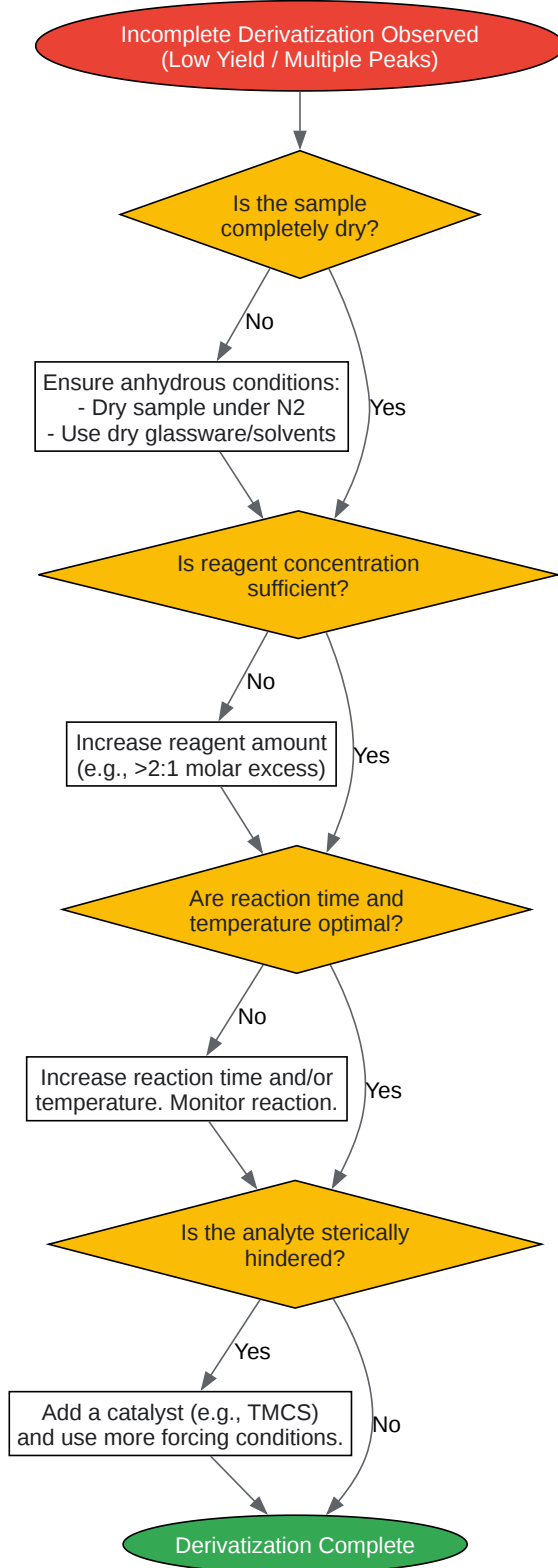 Incomplete Derivatization Observed
(Low Yield / Multiple Peaks)
Is the sample
completely dry?
No
Yes
Ensure anhydrous conditions:
- Dry sample under N2
- Use dry glassware/solvents
Is reagent concentration
sufficient?
No
Yes
Increase reagent amount
(e.g., >2:1 molar excess)
Are reaction time and
temperature optimal?
No
Yes
Increase reaction time and/or
temperature. Monitor reaction.
Is the analyte sterically
hindered?
Yes
No
Add a catalyst (e.g., TMCS)
and use more forcing conditions.
Derivatization Complete